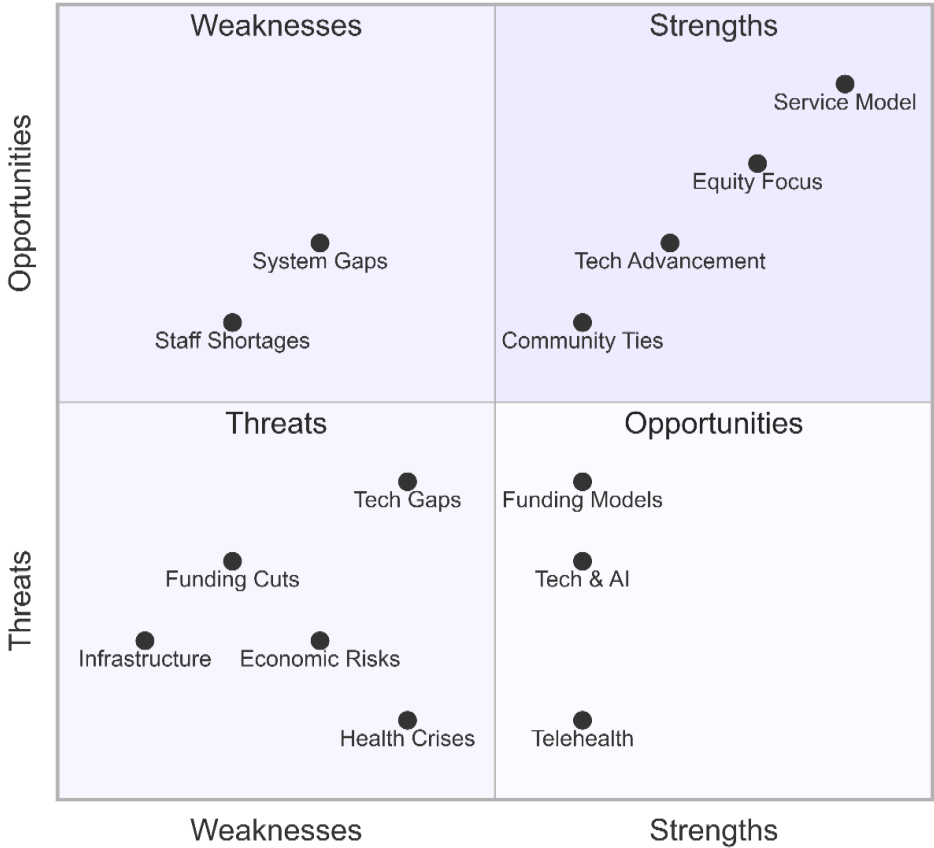 Weaknesses
Strengths
Service Model
Equity Focus
System Gaps
Tech Advancement
Staff Shortages
Community Ties
Opportunities
Threats
Opportunities
Tech Gaps
Funding Models
Funding Cuts
Tech & AI
Infrastructure
Economic Risks
Health Crises
Telehealth
Threats
Weaknesses
Strengths